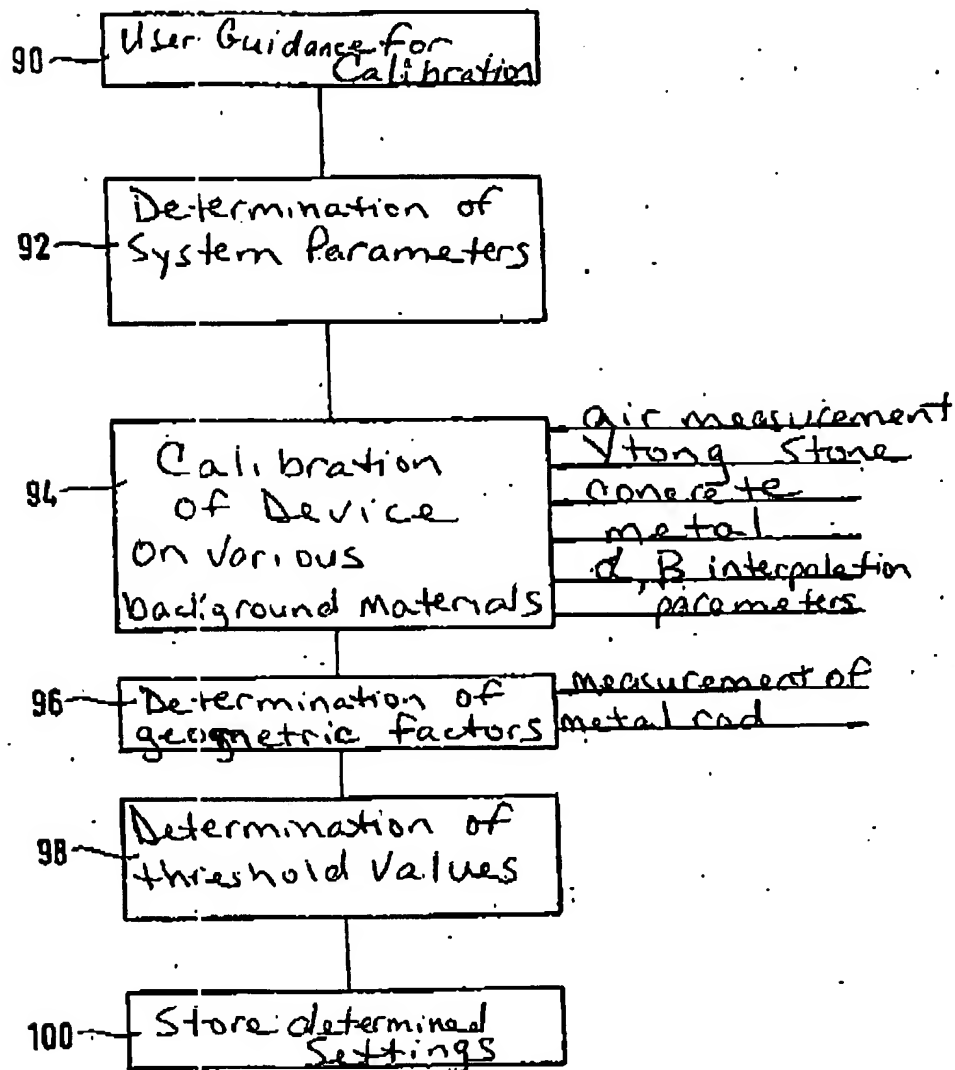 90
User Guidance for
Calibration
92
Determination of
System Parameters
94
Calibration
of Device
on various
background materials
air measurement
Ytong Stone
concrete
metal
α, B interpolation
parameters
96
Determination of
geometric factors
measurement of
metal rod
98
Determination of
threshold values
100
Store determined
Settings